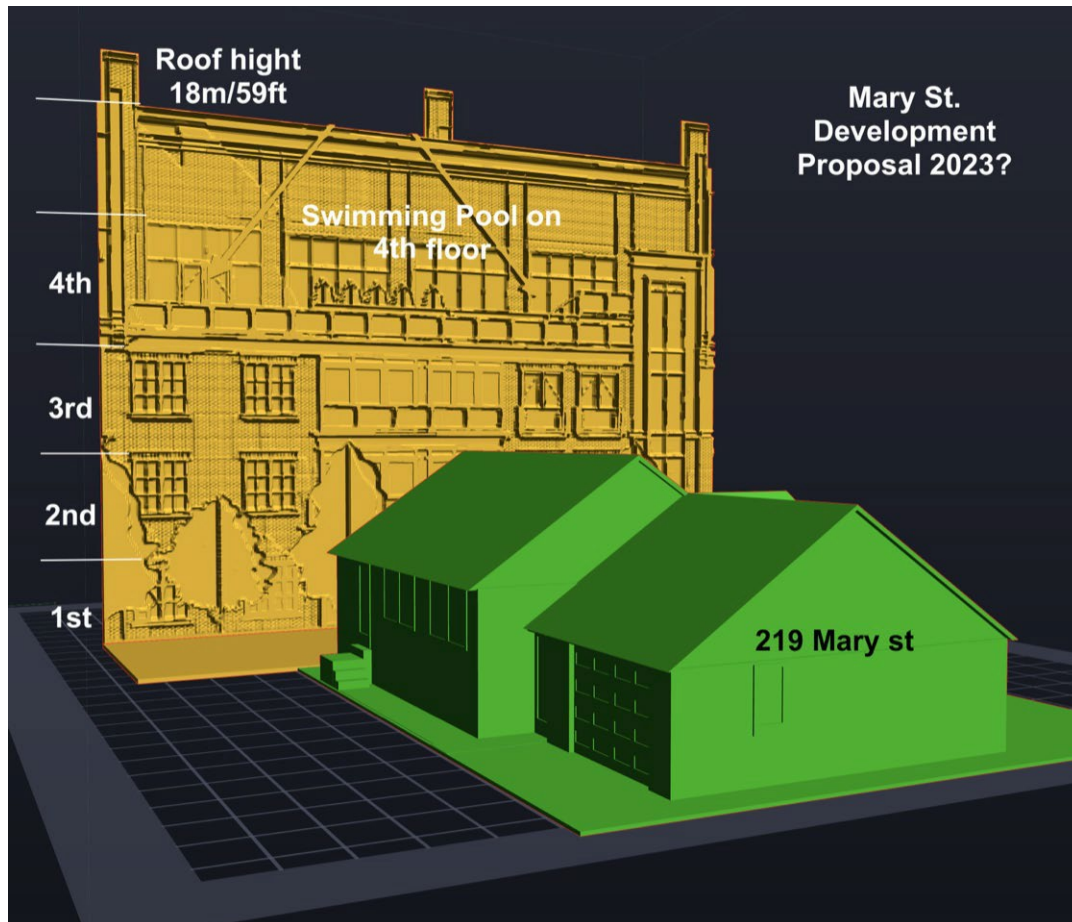 Roof hight
18m/59ft
Mary St.
Development
Proposal 2023?
Swimming Pool on
4th floor
4th
3rd
2nd
1st
219 Mary st